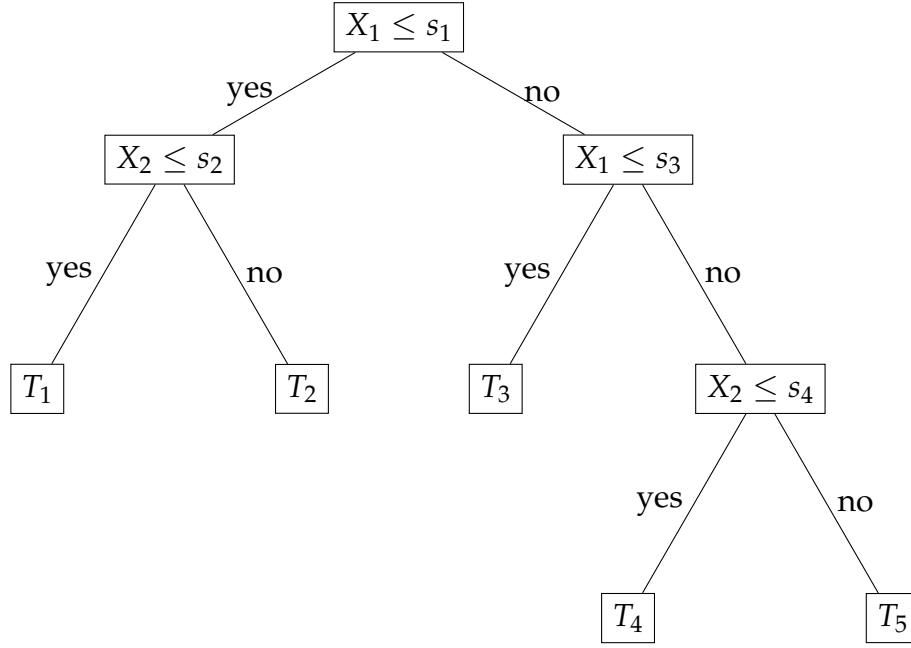 X₁ ≤ s₁
yes
no
X₂ ≤ s₂
X₁ ≤ s₃
yes
no
yes
no
T₁
T₂
T₃
X₂ ≤ s₄
yes
no
T₄
T₅